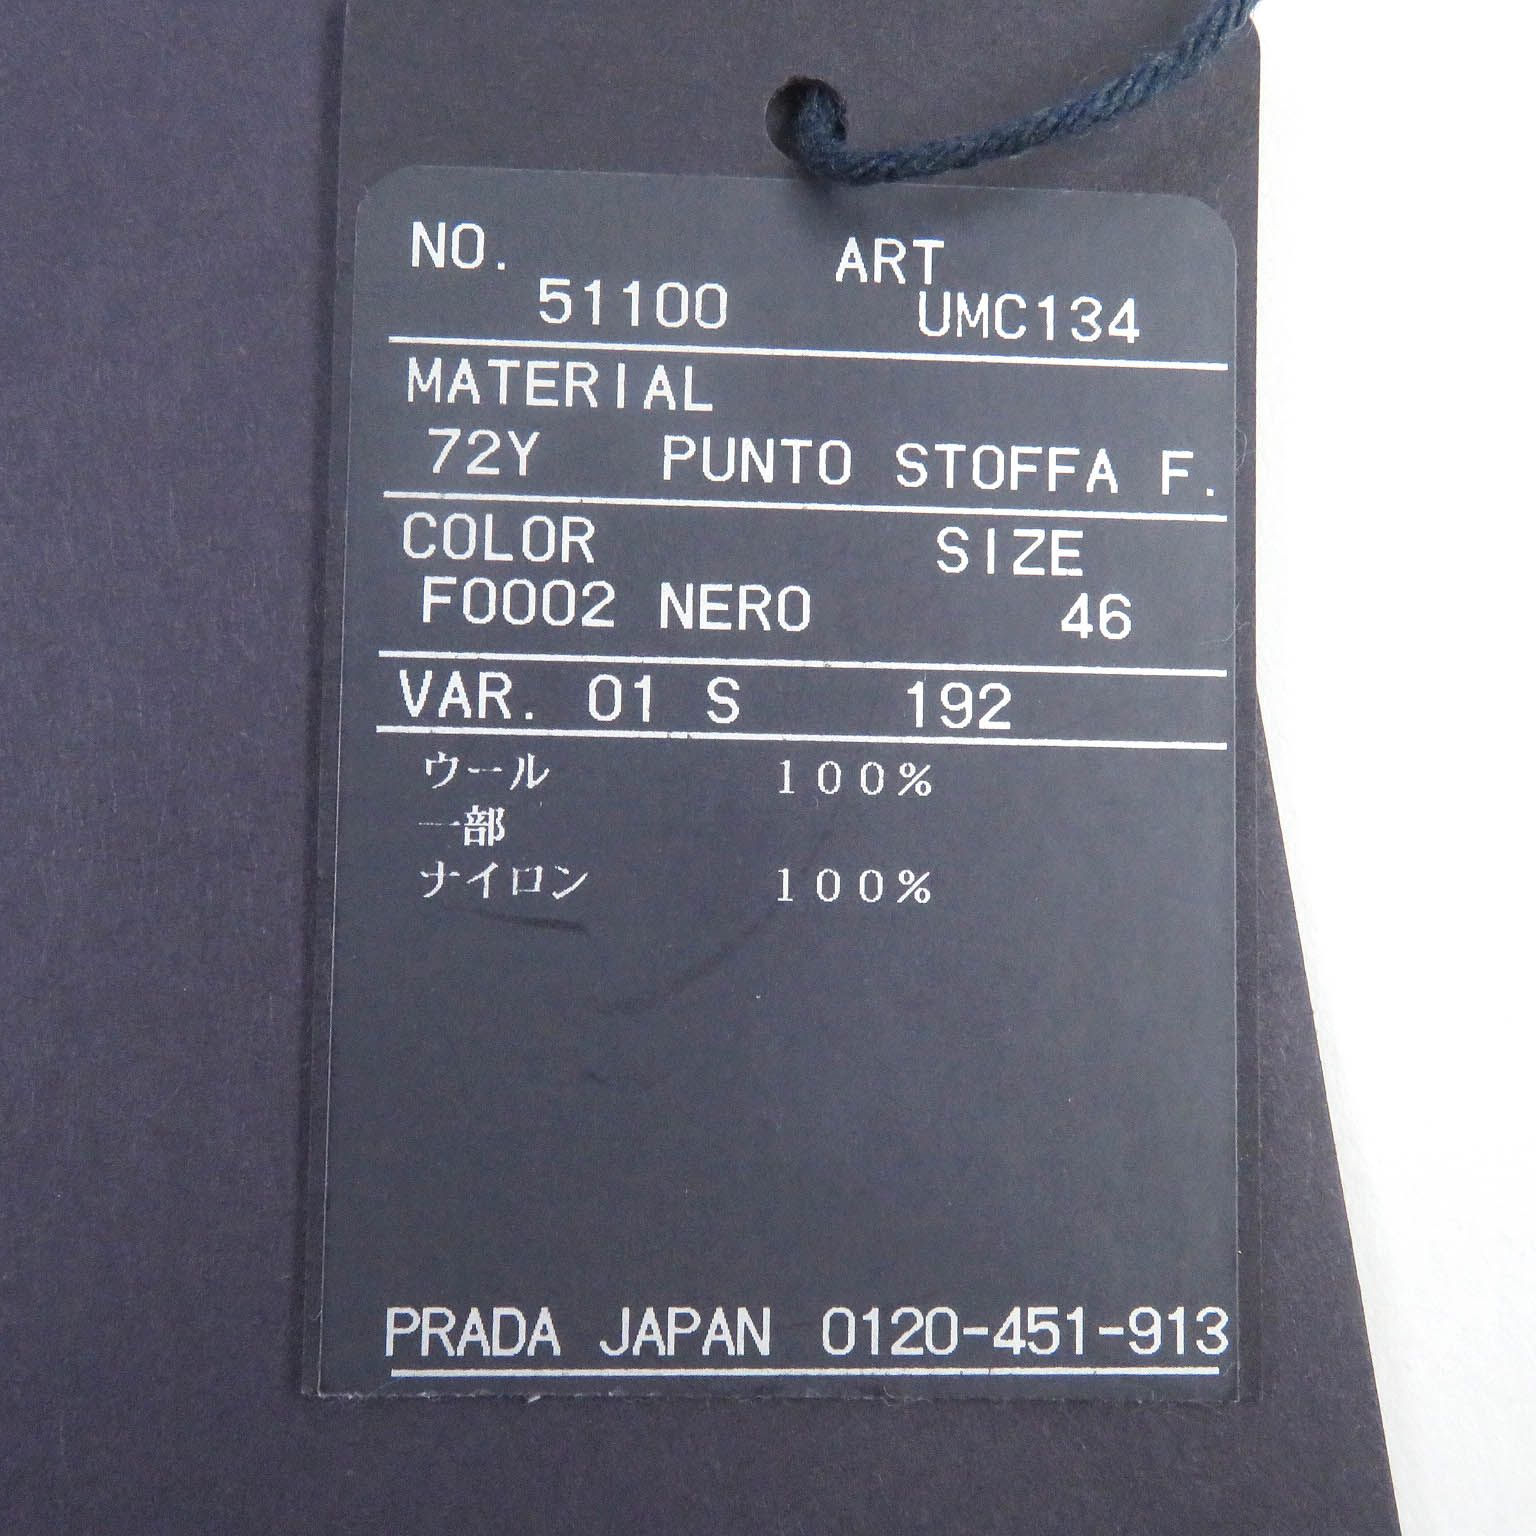 NO. ART
51100 UMC134
MATERIAL
72Y PUNTO STOFFA F.
COLOR SIZE
F0002 NERO 46
VAR. 01 S 192
ウール １００％
一部
ナイロン １００％
PRADA JAPAN 0120-451-913